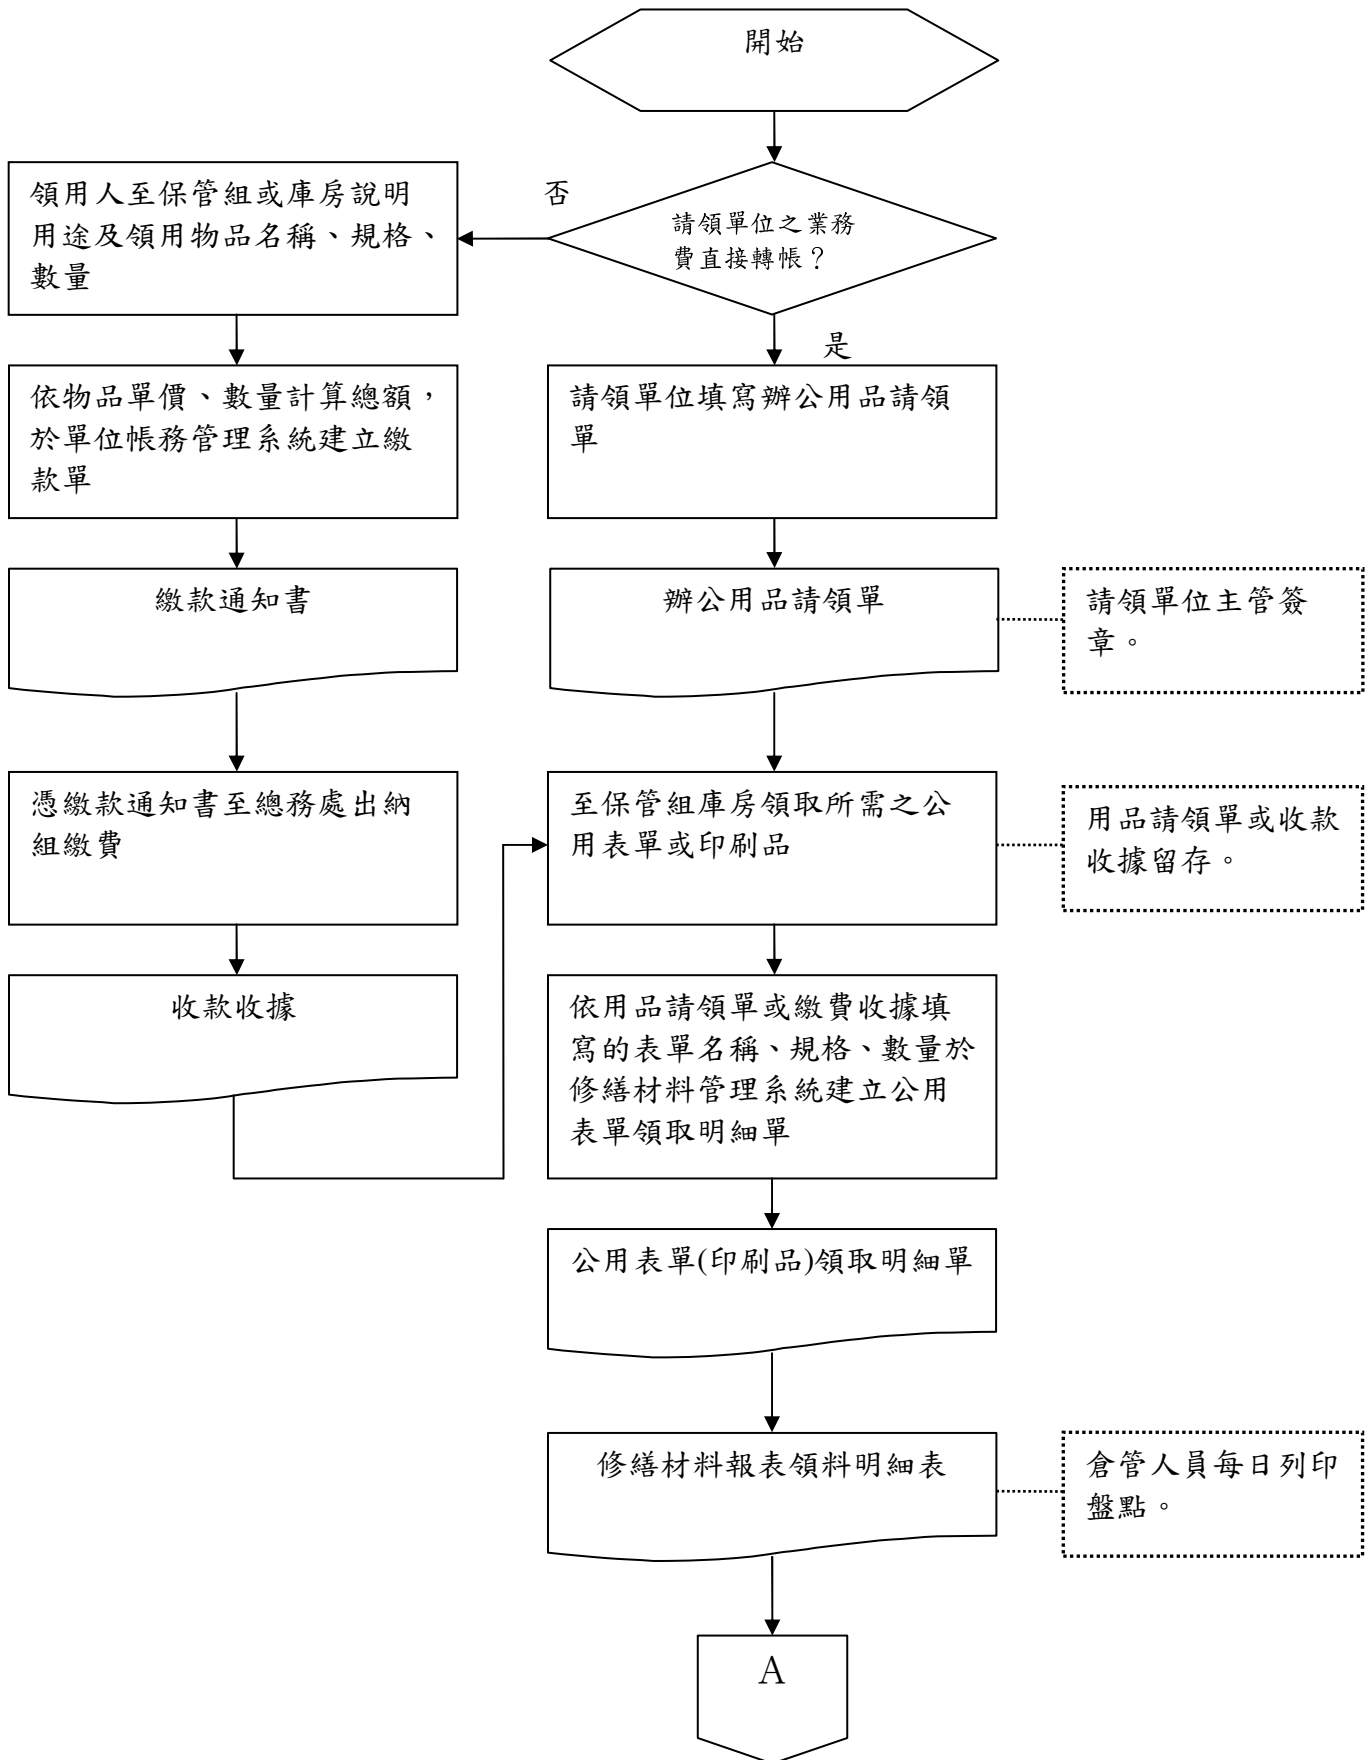 開始
否
領用人至保管組或庫房說明
用途及領用物品名稱、規格、
數量
請領單位之業務
費直接轉帳？
是
依物品單價、數量計算總額，
於單位帳務管理系統建立繳
款單
請領單位填寫辦公用品請領
單
繳款通知書
辦公用品請領單
請領單位主管簽
章。
憑繳款通知書至總務處出納
組繳費
至保管組庫房領取所需之公
用表單或印刷品
用品請領單或收款
收據留存。
收款收據
依用品請領單或繳費收據填
寫的表單名稱、規格、數量於
修繕材料管理系統建立公用
表單領取明細單
公用表單(印刷品)領取明細單
修繕材料報表領料明細表
倉管人員每日列印
盤點。
A